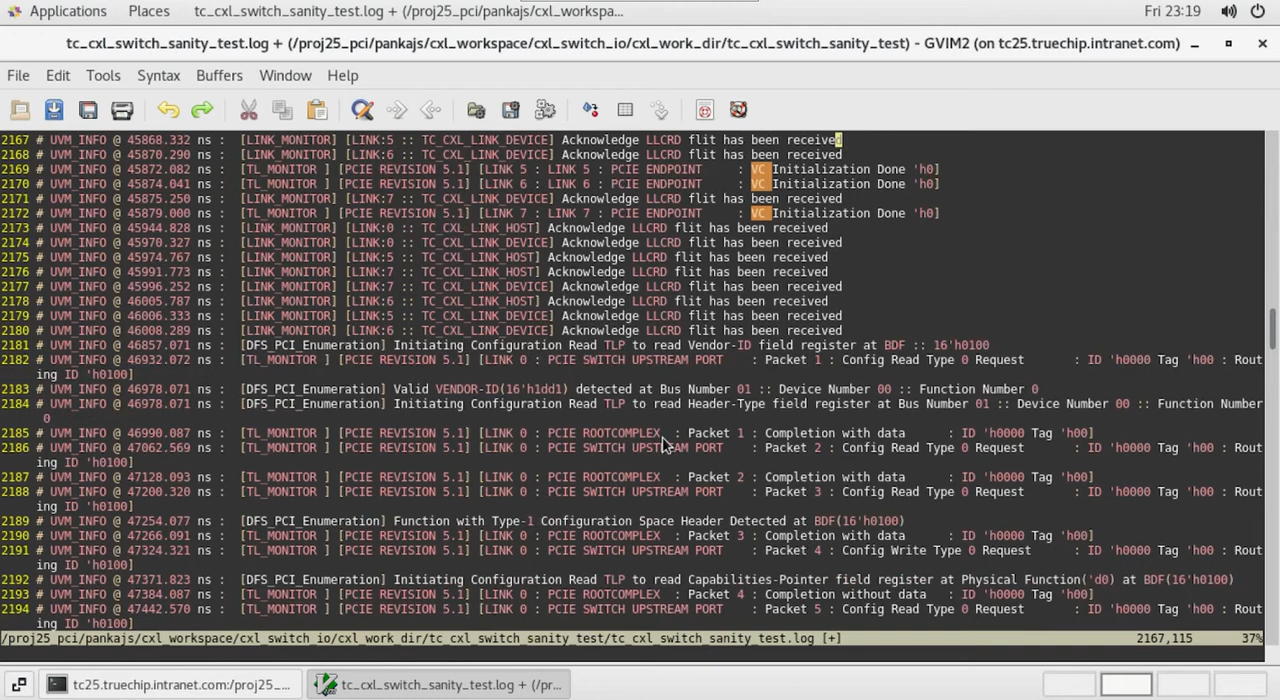 Applications Places tc_cxl_switch_sanity_test.log + (/proj25_pci/pankajs/cxl_workspa... Fri 23:19
tc_cxl_switch_sanity_test.log + (/proj25_pci/pankajs/cxl_workspace/cxl_switch_io/cxl_work_dir/tc_cxl_switch_sanity_test) - GVIM2 (on tc25.truechip.intranet.com)
File Edit Tools Syntax Buffers Window Help
2167 # UVM_INFO @ 45868.332 ns : [LINK_MONITOR] [LINK:5 :: TC_CXL_LINK_DEVICE] Acknowledge LLCRD flit has been received
2168 # UVM_INFO @ 45870.290 ns : [LINK_MONITOR] [LINK:6 :: TC_CXL_LINK_DEVICE] Acknowledge LLCRD flit has been received
2169 # UVM_INFO @ 45872.082 ns : [TL_MONITOR ] [PCIE REVISION 5.1] [LINK 5 : LINK 5 : PCIE ENDPOINT : VC Initialization Done 'h0]
2170 # UVM_INFO @ 45874.041 ns : [TL_MONITOR ] [PCIE REVISION 5.1] [LINK 6 : LINK 6 : PCIE ENDPOINT : VC Initialization Done 'h0]
2171 # UVM_INFO @ 45875.250 ns : [LINK_MONITOR] [LINK:7 :: TC_CXL_LINK_DEVICE] Acknowledge LLCRD flit has been received
2172 # UVM_INFO @ 45879.000 ns : [TL_MONITOR ] [PCIE REVISION 5.1] [LINK 7 : LINK 7 : PCIE ENDPOINT : VC Initialization Done 'h0]
2173 # UVM_INFO @ 45944.828 ns : [LINK_MONITOR] [LINK:0 :: TC_CXL_LINK_HOST] Acknowledge LLCRD flit has been received
2174 # UVM_INFO @ 45970.327 ns : [LINK_MONITOR] [LINK:0 :: TC_CXL_LINK_DEVICE] Acknowledge LLCRD flit has been received
2175 # UVM_INFO @ 45974.767 ns : [LINK_MONITOR] [LINK:5 :: TC_CXL_LINK_HOST] Acknowledge LLCRD flit has been received
2176 # UVM_INFO @ 45991.773 ns : [LINK_MONITOR] [LINK:7 :: TC_CXL_LINK_HOST] Acknowledge LLCRD flit has been received
2177 # UVM_INFO @ 45996.252 ns : [LINK_MONITOR] [LINK:7 :: TC_CXL_LINK_DEVICE] Acknowledge LLCRD flit has been received
2178 # UVM_INFO @ 46005.787 ns : [LINK_MONITOR] [LINK:6 :: TC_CXL_LINK_HOST] Acknowledge LLCRD flit has been received
2179 # UVM_INFO @ 46006.333 ns : [LINK_MONITOR] [LINK:5 :: TC_CXL_LINK_DEVICE] Acknowledge LLCRD flit has been received
2180 # UVM_INFO @ 46008.289 ns : [LINK_MONITOR] [LINK:6 :: TC_CXL_LINK_DEVICE] Acknowledge LLCRD flit has been received
2181 # UVM_INFO @ 46857.071 ns : [DFS_PCI_Enumeration] Initiating Configuration Read TLP to read Vendor-ID field register at BDF :: 16'h0100
2182 # UVM_INFO @ 46932.072 ns : [TL_MONITOR ] [PCIE REVISION 5.1] [LINK 0 : PCIE SWITCH UPSTREAM PORT : Packet 1 : Config Read Type 0 Request : ID 'h0000 Tag 'h00 : Rout
ing ID 'h0100]
2183 # UVM_INFO @ 46978.071 ns : [DFS_PCI_Enumeration] Valid VENDOR-ID(16'h1dd1) detected at Bus Number 01 :: Device Number 00 :: Function Number 0
2184 # UVM_INFO @ 46978.071 ns : [DFS_PCI_Enumeration] Initiating Configuration Read TLP to read Header-Type field register at Bus Number 01 :: Device Number 00 :: Function Number
0
2185 # UVM_INFO @ 46990.087 ns : [TL_MONITOR ] [PCIE REVISION 5.1] [LINK 0 : PCIE ROOTCOMPLEX : Packet 1 : Completion with data : ID 'h0000 Tag 'h00]
2186 # UVM_INFO @ 47062.569 ns : [TL_MONITOR ] [PCIE REVISION 5.1] [LINK 0 : PCIE SWITCH UPSTREAM PORT : Packet 2 : Config Read Type 0 Request : ID 'h0000 Tag 'h00 : Rout
ing ID 'h0100]
2187 # UVM_INFO @ 47128.093 ns : [TL_MONITOR ] [PCIE REVISION 5.1] [LINK 0 : PCIE ROOTCOMPLEX : Packet 2 : Completion with data : ID 'h0000 Tag 'h00]
2188 # UVM_INFO @ 47200.320 ns : [TL_MONITOR ] [PCIE REVISION 5.1] [LINK 0 : PCIE SWITCH UPSTREAM PORT : Packet 3 : Config Read Type 0 Request : ID 'h0000 Tag 'h00 : Rout
ing ID 'h0100]
2189 # UVM_INFO @ 47254.077 ns : [DFS_PCI_Enumeration] Function with Type-1 Configuration Space Header Detected at BDF(16'h0100)
2190 # UVM_INFO @ 47266.091 ns : [TL_MONITOR ] [PCIE REVISION 5.1] [LINK 0 : PCIE ROOTCOMPLEX : Packet 3 : Completion with data : ID 'h0000 Tag 'h00]
2191 # UVM_INFO @ 47324.321 ns : [TL_MONITOR ] [PCIE REVISION 5.1] [LINK 0 : PCIE SWITCH UPSTREAM PORT : Packet 4 : Config Write Type 0 Request : ID 'h0000 Tag 'h00 : Rout
ing ID 'h0100]
2192 # UVM_INFO @ 47371.823 ns : [DFS_PCI_Enumeration] Initiating Configuration Read TLP to read Capabilities-Pointer field register at Physical Function('d0) at BDF(16'h0100)
2193 # UVM_INFO @ 47384.087 ns : [TL_MONITOR ] [PCIE REVISION 5.1] [LINK 0 : PCIE ROOTCOMPLEX : Packet 4 : Completion without data : ID 'h0000 Tag 'h00]
2194 # UVM_INFO @ 47442.570 ns : [TL_MONITOR ] [PCIE REVISION 5.1] [LINK 0 : PCIE SWITCH UPSTREAM PORT : Packet 5 : Config Read Type 0 Request : ID 'h0000 Tag 'h00 : Rout
ing ID 'h0100]
/proj25_pci/pankajs/cxl_workspace/cxl_switch_io/cxl_work_dir/tc_cxl_switch_sanity_test/tc_cxl_switch_sanity_test.log [+] 2167,115 37%
tc25.truechip.intranet.com:/proj25_... tc_cxl_switch_sanity_test.log + (/pr...